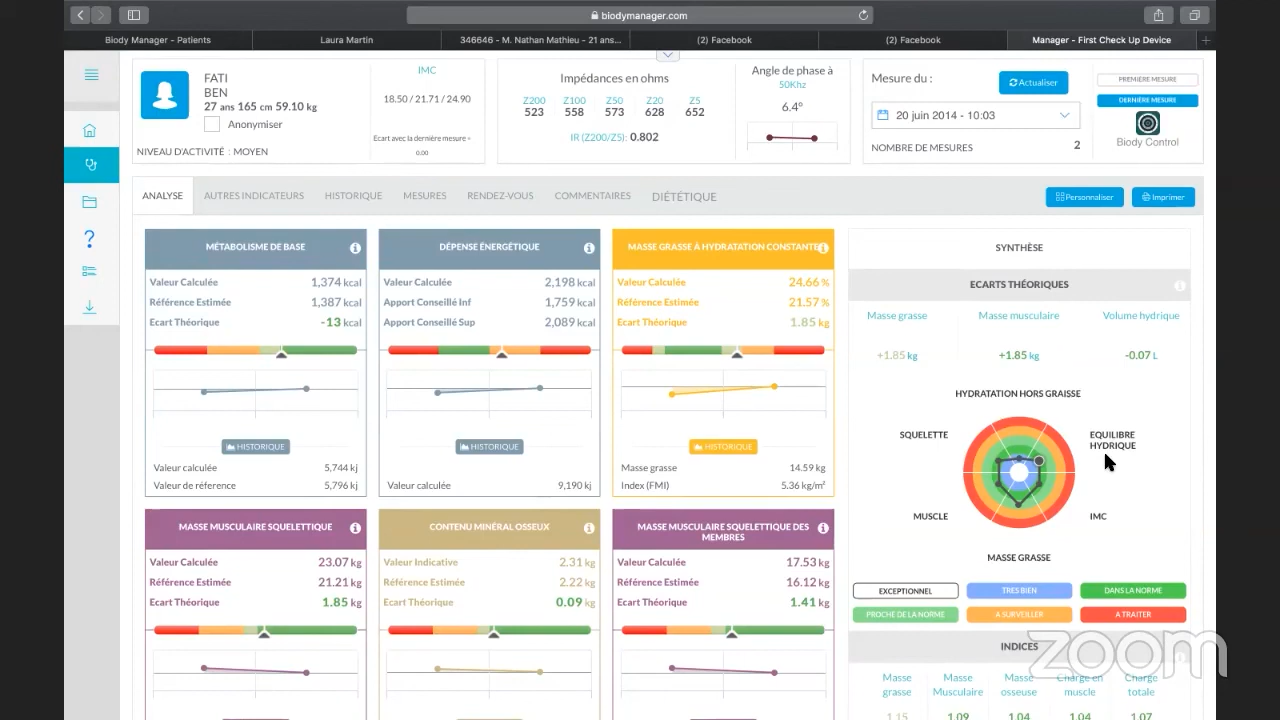 biodymanager.com
Biody Manager - Patients
Laura Martin
346646 - M. Nathan Mathieu - 21 ans...
(2) Facebook
(2) Facebook
Manager - First Check Up Device
FATI
BEN
27 ans 165 cm 59.10 kg
Anonymiser
NIVEAU D'ACTIVITÉ : MOYEN
IMC
18.50 / 21.71 / 24.90
Ecart avec la dernière mesure =
0.00
Impédances en ohms
Z200 Z100 Z50 Z20 Z5
523 558 573 628 652
IR (Z200/Z5): 0.802
Angle de phase à
50Khz
6.4°
Mesure du :
Actualiser
20 juin 2014 - 10:03
NOMBRE DE MESURES 2
PREMIÈRE MESURE
DERNIÈRE MESURE
Biody Control
ANALYSE
AUTRES INDICATEURS
HISTORIQUE
MESURES
RENDEZ-VOUS
COMMENTAIRES
DIÉTÉTIQUE
Personnaliser
Imprimer
MÉTABOLISME DE BASE
Valeur Calculée 1,374 kcal
Référence Estimée 1,387 kcal
Ecart Théorique -13 kcal
HISTORIQUE
Valeur calculée 5,744 kj
Valeur de réference 5,796 kj
DÉPENSE ÉNERGÉTIQUE
Valeur Calculée 2,198 kcal
Apport Conseillé Inf 1,759 kcal
Apport Conseillé Sup 2,089 kcal
HISTORIQUE
Valeur calculée 9,190 kj
MASSE GRASSE À HYDRATATION CONSTANTE
Valeur Calculée 24.66 %
Référence Estimée 21.57 %
Ecart Théorique 1.85 kg
HISTORIQUE
Masse grasse 14.59 kg
Index (FMI) 5.36 kg/m²
SYNTHÈSE
ECARTS THÉORIQUES
Masse grasse Masse musculaire Volume hydrique
+1.85 kg +1.85 kg -0.07 L
HYDRATATION HORS GRAISSE
SQUELETTE
EQUILIBRE
HYDRIQUE
MUSCLE
IMC
MASSE GRASSE
EXCEPTIONNEL TRES BIEN DANS LA NORME
PROCHE DE LA NORME A SURVEILLER A TRAITER
MASSE MUSCULAIRE SQUELETTIQUE
Valeur Calculée 23.07 kg
Référence Estimée 21.21 kg
Ecart Théorique 1.85 kg
CONTENU MINÉRAL OSSEUX
Valeur Indicative 2.31 kg
Référence Estimée 2.22 kg
Ecart Théorique 0.09 kg
MASSE MUSCULAIRE SQUELETTIQUE DES
MEMBRES
Valeur Calculée 17.53 kg
Référence Estimée 16.12 kg
Ecart Théorique 1.41 kg
INDICES
Masse Masse Masse Charge en Charge
grasse Musculaire osseuse muscle totale
1.15 1.09 1.04 1.04 1.07
zoom